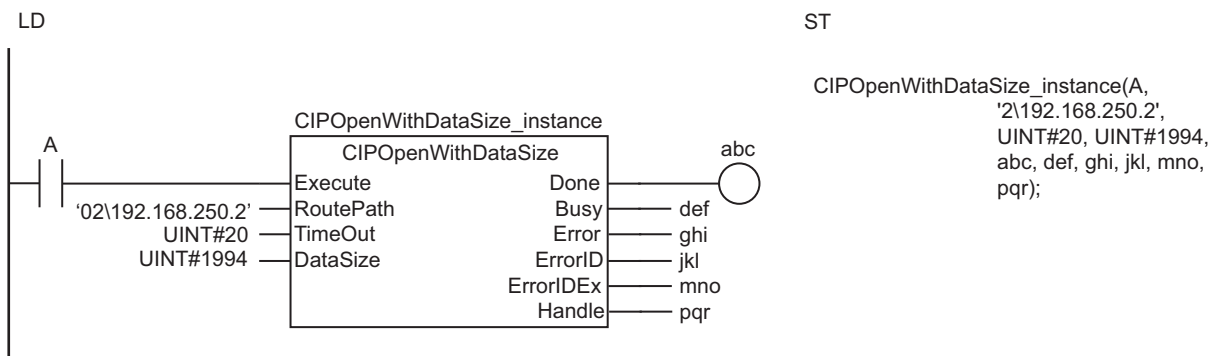 LD
ST
CIPOpenWithDataSize_instance(A,
'2\192.168.250.2',
UINT#20, UINT#1994,
abc, def, ghi, jkl, mno,
pqr);
CIPOpenWithDataSize_instance
A
CIPOpenWithDataSize
abc
Execute
Done
‘02\192.168.250.2’
RoutePath
Busy
def
UINT#20
TimeOut
Error
ghi
UINT#1994
DataSize
ErrorID
jkl
ErrorIDEx
mno
Handle
pqr